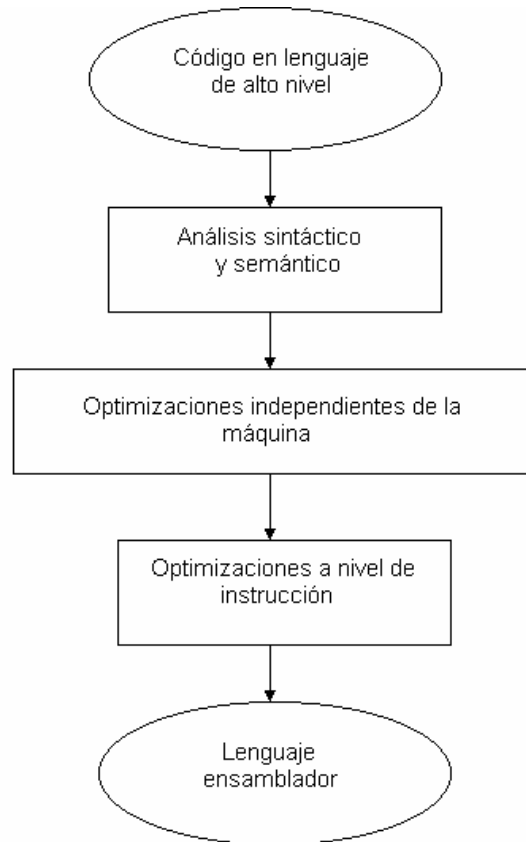 Código en lenguaje
de alto nivel
Análisis sintáctico
y semántico
Optimizaciones independientes de la
máquina
Optimizaciones a nivel de
instrucción
Lenguaje
ensamblador